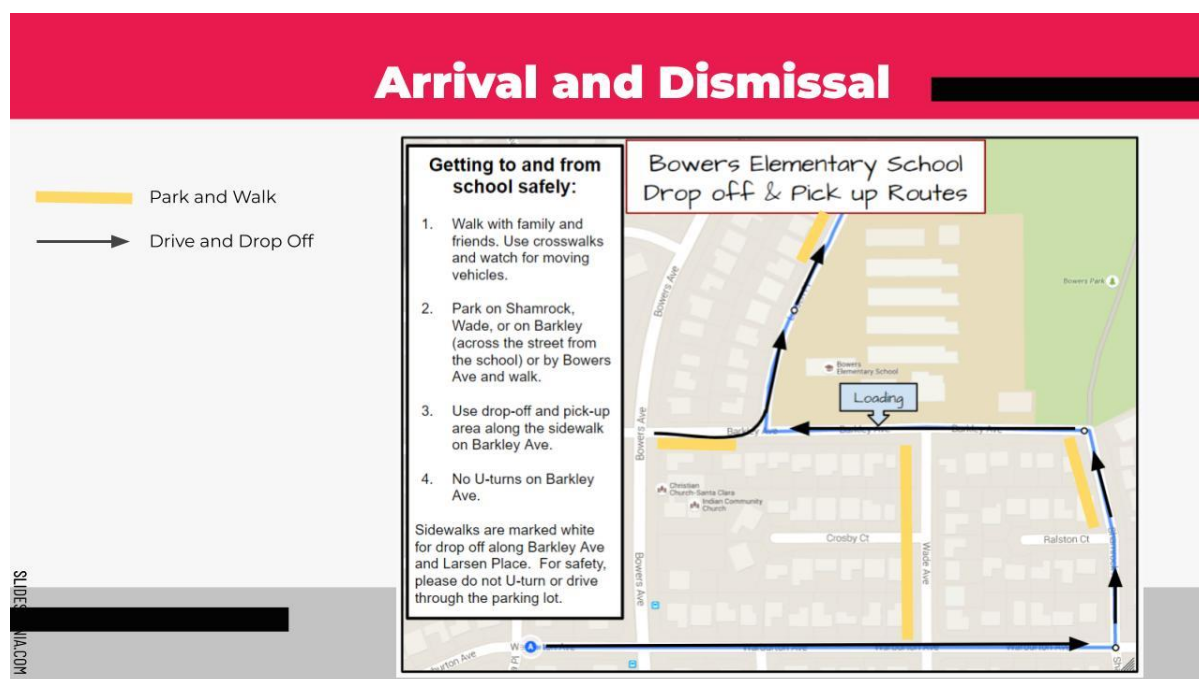 Arrival and Dismissal
Park and Walk
Drive and Drop Off
Getting to and from
school safely:
1. Walk with family and
friends. Use crosswalks
and watch for moving
vehicles.
2. Park on Shamrock,
Wade, or on Barkley
(across the street from
the school) or by Bowers
Ave and walk.
3. Use drop-off and pick-up
area along the sidewalk
on Barkley Ave.
4. No U-turns on Barkley
Ave.
Sidewalks are marked white
for drop off along Barkley Ave
and Larsen Place. For safety,
please do not U-turn or drive
through the parking lot.
Bowers Elementary School
Drop off & Pick up Routes
Bowers Ave
Bowers Park
Bowers
Elementary School
Loading
Bowers Ave
Barkley Ave
Barkley Ave
Christian
Church-Santa Clara
Indian Community
Church
Crosby Ct
Wade Ave
Ralston Ct
Bowers Ave
A